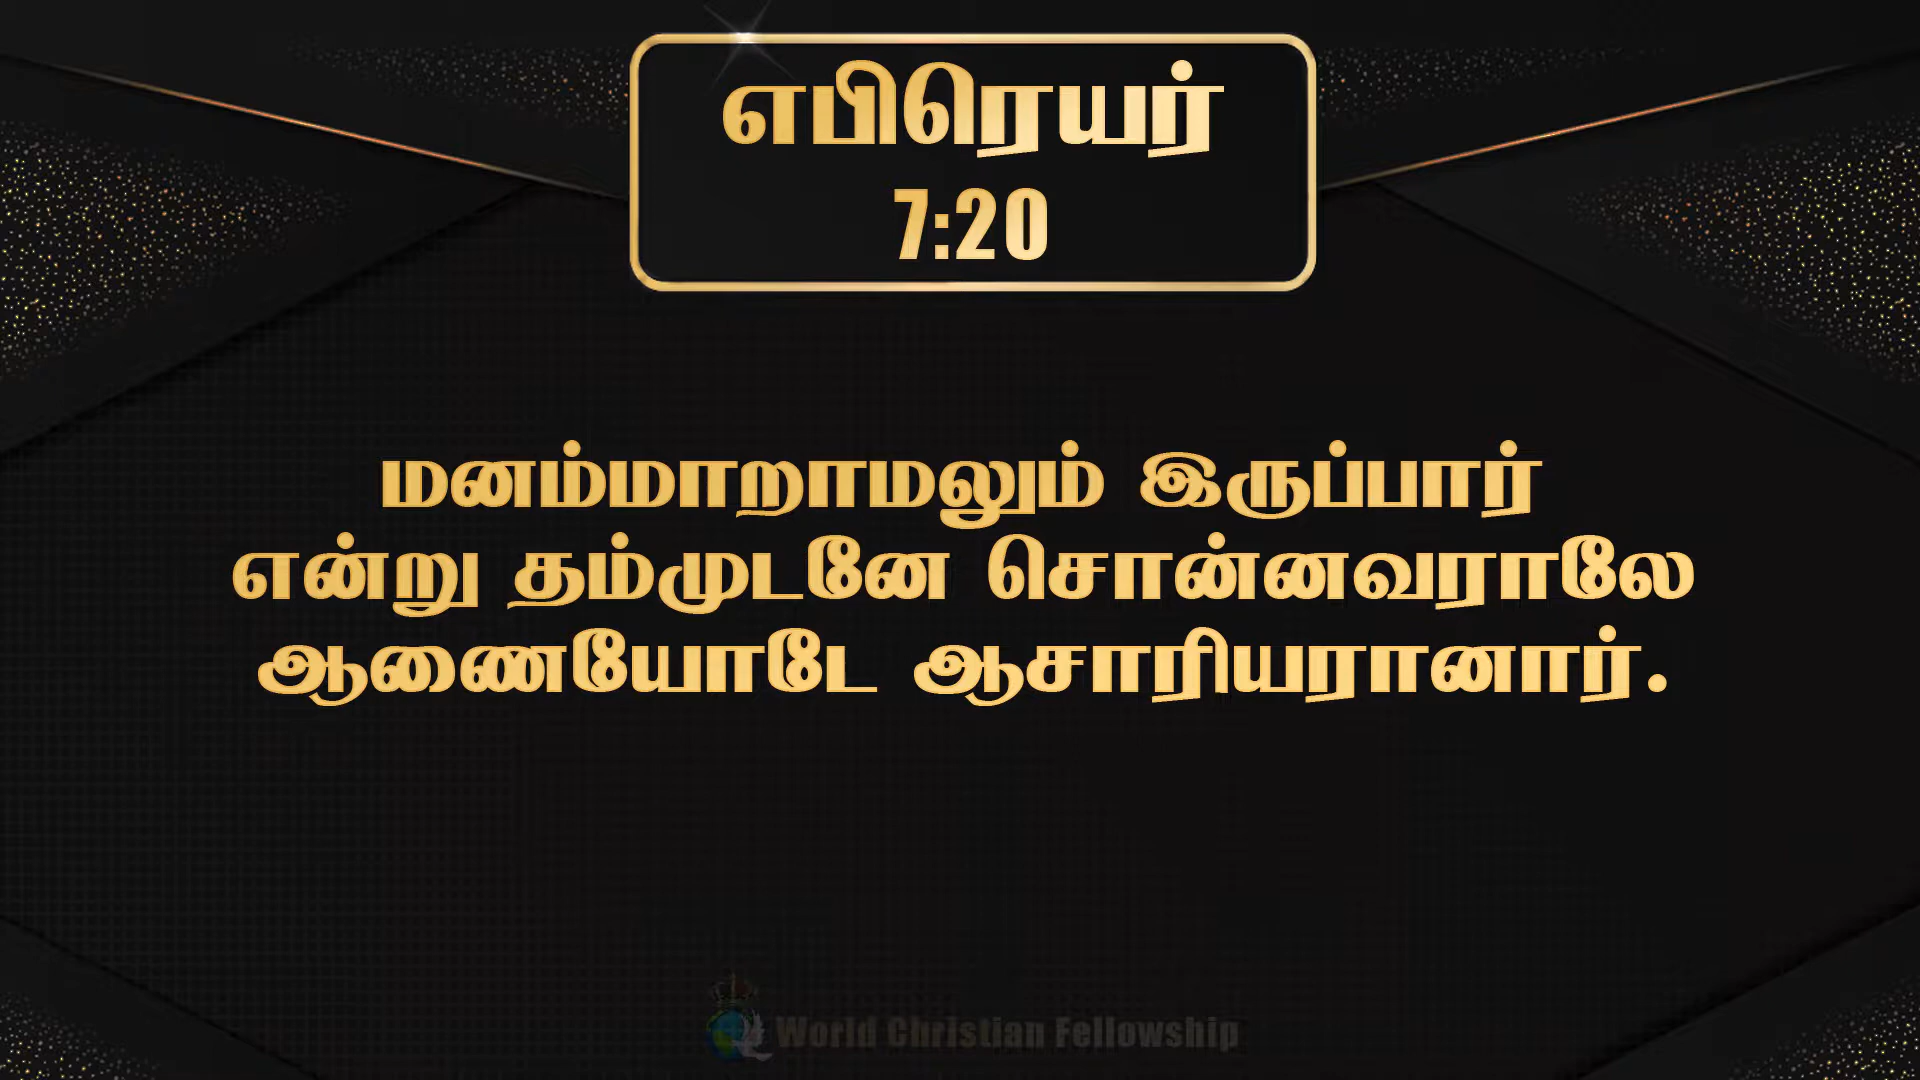 எபிரெயர்
7:20
மனம்மாறாமலும் இருப்பார்
என்று தம்முடனே சொன்னவராலே
ஆணையோடே ஆசாரியரானார்.
World Christian Fellowship